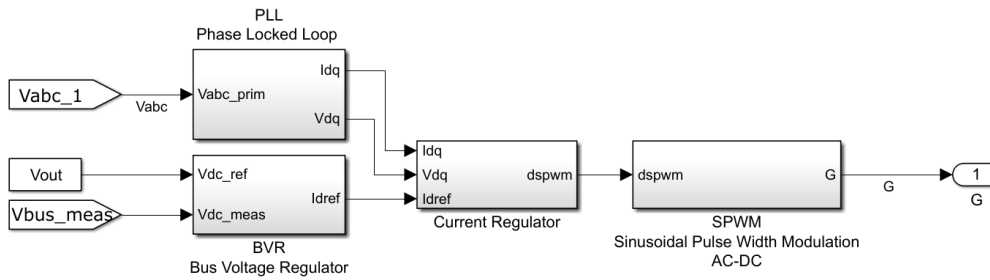 PLL
Phase Locked Loop
Vabc_1
Vabc
Vabc_prim
Idq
Vdq
Vout
Vbus_meas
Vdc_ref
Vdc_meas
Idref
BVR
Bus Voltage Regulator
Idq
Vdq
Idref
dspwm
Current Regulator
dspwm
G
SPWM
Sinusoidal Pulse Width Modulation
AC-DC
G
1
G